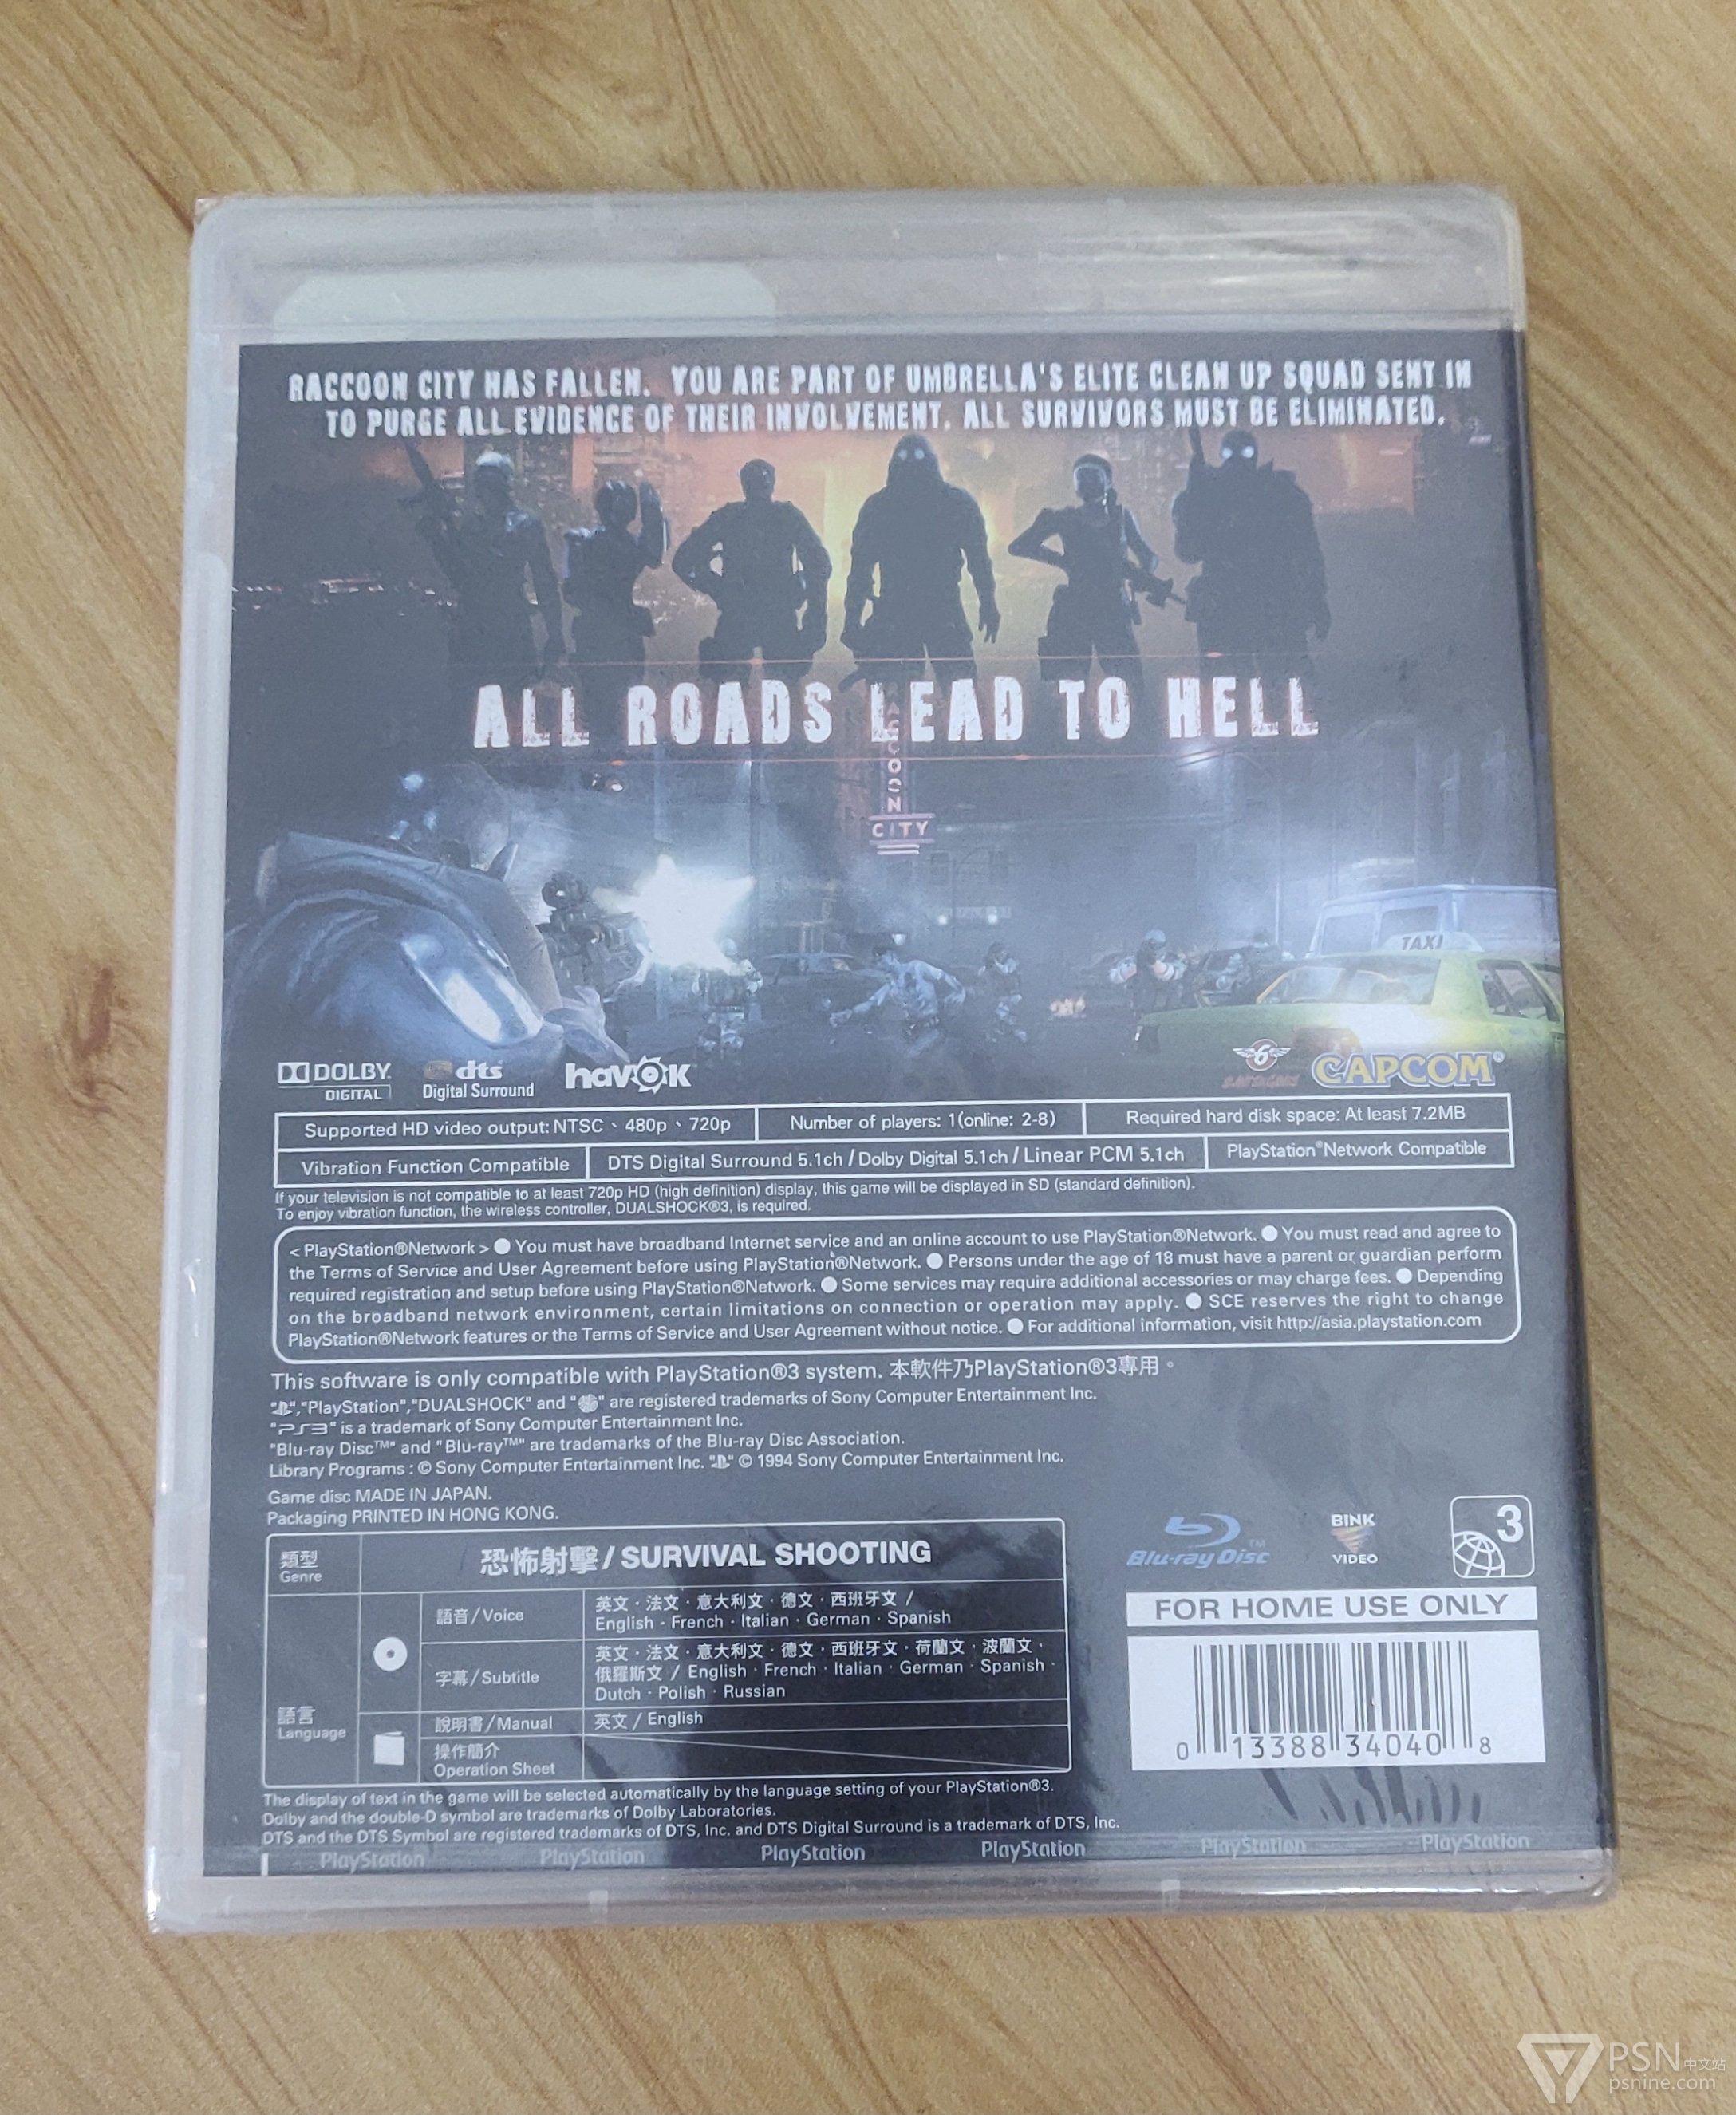 RACCOON CITY HAS FALLEN. YOU ARE PART OF UMBRELLA'S ELITE CLEAN UP SQUAD SENT IN
TO PURGE ALL EVIDENCE OF THEIR INVOLVEMENT. ALL SURVIVORS MUST BE ELIMINATED.
ALL ROADS LEAD TO HELL
RACCOON
CITY
TAXI
DOLBY
DIGITAL
dts
Digital Surround
havok
6
CAPCOM®
Supported HD video output: NTSC、480p、720p
Number of players: 1(online: 2-8)
Required hard disk space: At least 7.2MB
Vibration Function Compatible
DTS Digital Surround 5.1ch / Dolby Digital 5.1ch / Linear PCM 5.1ch
PlayStation®Network Compatible
If your television is not compatible to at least 720p HD (high definition) display, this game will be displayed in SD (standard definition).
To enjoy vibration function, the wireless controller, DUALSHOCK®3, is required.
< PlayStation®Network > ● You must have broadband Internet service and an online account to use PlayStation®Network. ● You must read and agree to
the Terms of Service and User Agreement before using PlayStation®Network. ● Persons under the age of 18 must have a parent or guardian perform
required registration and setup before using PlayStation®Network. ● Some services may require additional accessories or may charge fees. ● Depending
on the broadband network environment, certain limitations on connection or operation may apply. ● SCE reserves the right to change
PlayStation®Network features or the Terms of Service and User Agreement without notice. ● For additional information, visit http://asia.playstation.com
This software is only compatible with PlayStation®3 system. 本軟件乃PlayStation®3專用。
"","PlayStation","DUALSHOCK" and "" are registered trademarks of Sony Computer Entertainment Inc.
"PS3" is a trademark of Sony Computer Entertainment Inc.
"Blu-ray Disc™" and "Blu-ray™" are trademarks of the Blu-ray Disc Association.
Library Programs : © Sony Computer Entertainment Inc. "" © 1994 Sony Computer Entertainment Inc.
Game disc MADE IN JAPAN.
Packaging PRINTED IN HONG KONG.
類型
Genre
恐怖射擊 / SURVIVAL SHOOTING
語言
Language
語音 / Voice
英文 · 法文 · 意大利文 · 德文 · 西班牙文 /
English · French · Italian · German · Spanish
字幕 / Subtitle
英文 · 法文 · 意大利文 · 德文 · 西班牙文 · 荷蘭文 · 波蘭文 ·
俄羅斯文 / English · French · Italian · German · Spanish ·
Dutch · Polish · Russian
說明書 / Manual
英文 / English
操作簡介
Operation Sheet
Blu-ray Disc™
BINK
VIDEO
3
FOR HOME USE ONLY
0 13388 34040 8
The display of text in the game will be selected automatically by the language setting of your PlayStation®3.
Dolby and the double-D symbol are trademarks of Dolby Laboratories.
DTS and the DTS Symbol are registered trademarks of DTS, Inc. and DTS Digital Surround is a trademark of DTS, Inc.
PlayStation PlayStation PlayStation PlayStation PlayStation PlayStation
PSN中文站
psnine.com